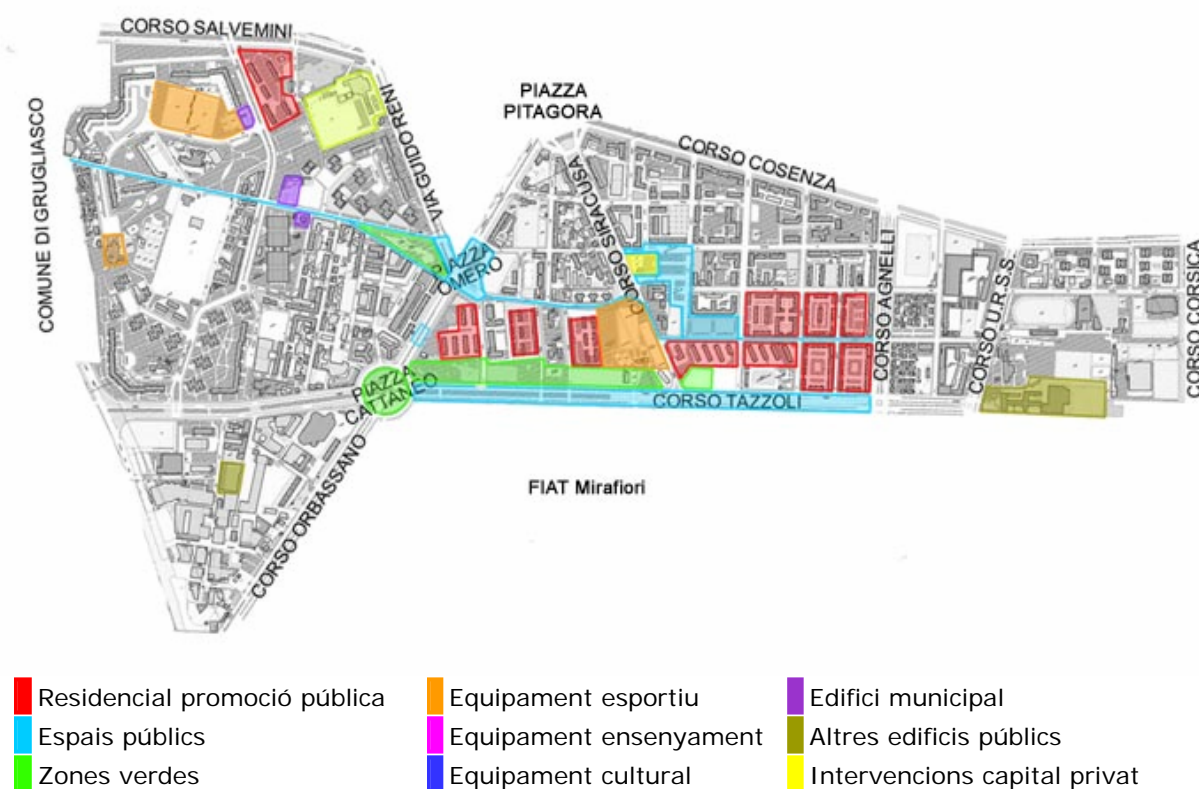 CORSO SALVEMINI
PIAZZA
PITAGORA
COMUNE DI GRUGLIASCO
VIA GUIDO RENI
CORSO COSENZA
CORSO SIRACUSA
PIAZZA
OMERO
CORSO AGNELLI
CORSO U.R.S.S.
CORSO CORSICA
PIAZZA
CATTANEO
CORSO TAZZOLI
CORSO ORBASSANO
FIAT Mirafiori
Residencial promoció pública
Equipament esportiu
Edifici municipal
Espais públics
Equipament ensenyament
Altres edificis públics
Zones verdes
Equipament cultural
Intervencions capital privat